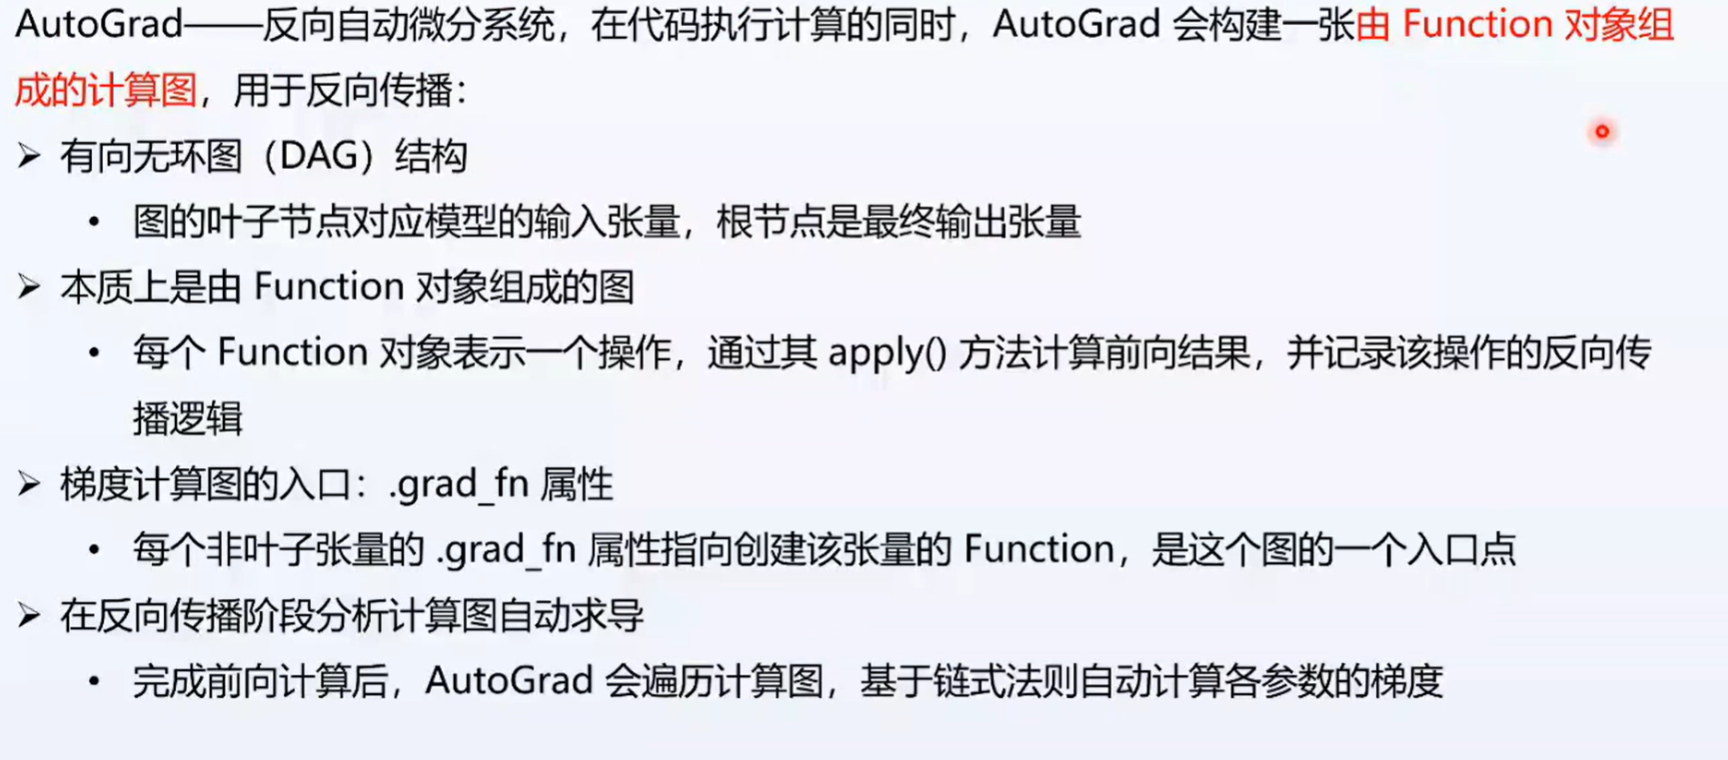 AutoGrad——反向自动微分系统，在代码执行计算的同时，AutoGrad 会构建一张由 Function 对象组
成的计算图，用于反向传播：
➢ 有向无环图（DAG）结构
• 图的叶子节点对应模型的输入张量，根节点是最终输出张量
➢ 本质上是由 Function 对象组成的图
• 每个 Function 对象表示一个操作，通过其 apply() 方法计算前向结果，并记录该操作的反向传
播逻辑
➢ 梯度计算图的入口：.grad_fn 属性
• 每个非叶子张量的 .grad_fn 属性指向创建该张量的 Function，是这个图的一个入口点
➢ 在反向传播阶段分析计算图自动求导
• 完成前向计算后，AutoGrad 会遍历计算图，基于链式法则自动计算各参数的梯度